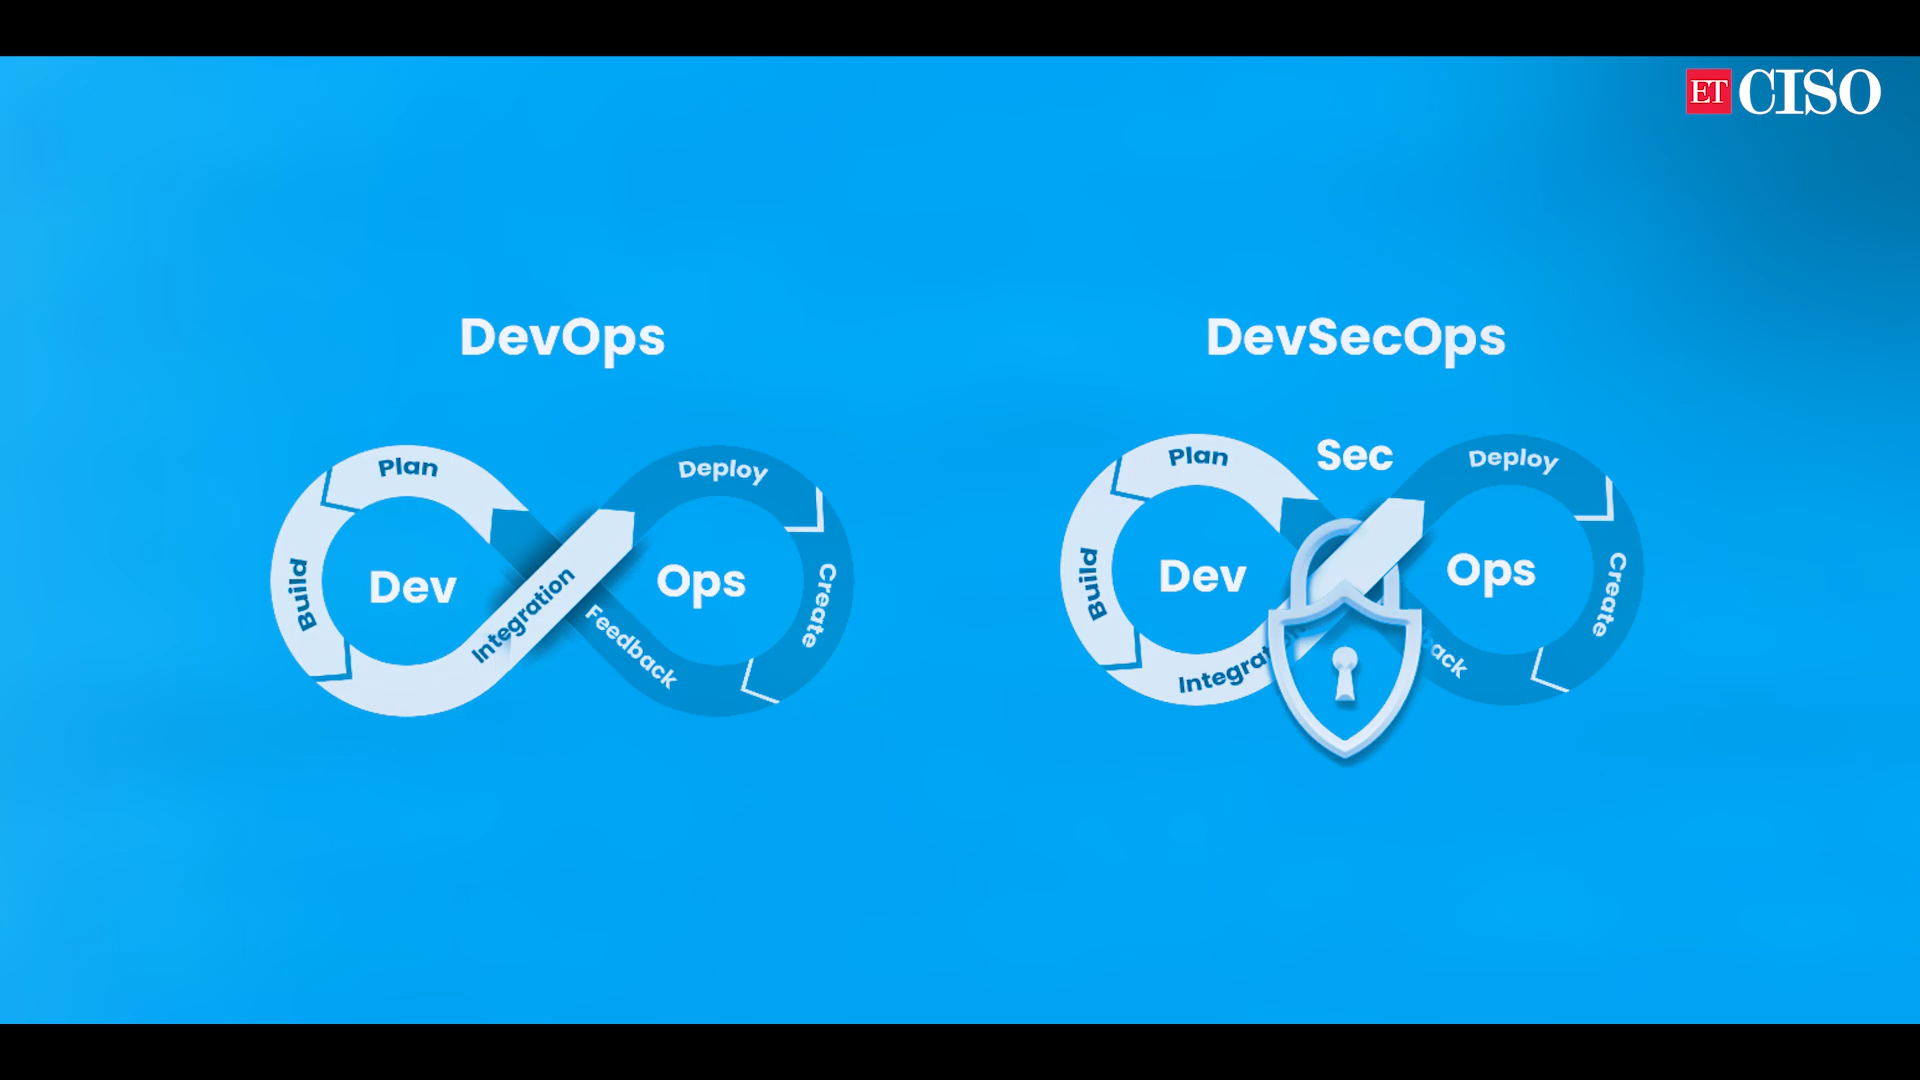 ET CISO
DevOps
DevSecOps
Plan
Build
Dev
Integration
Feedback
Deploy
Ops
Create
Sec
Plan
Build
Dev
Deploy
Ops
Create